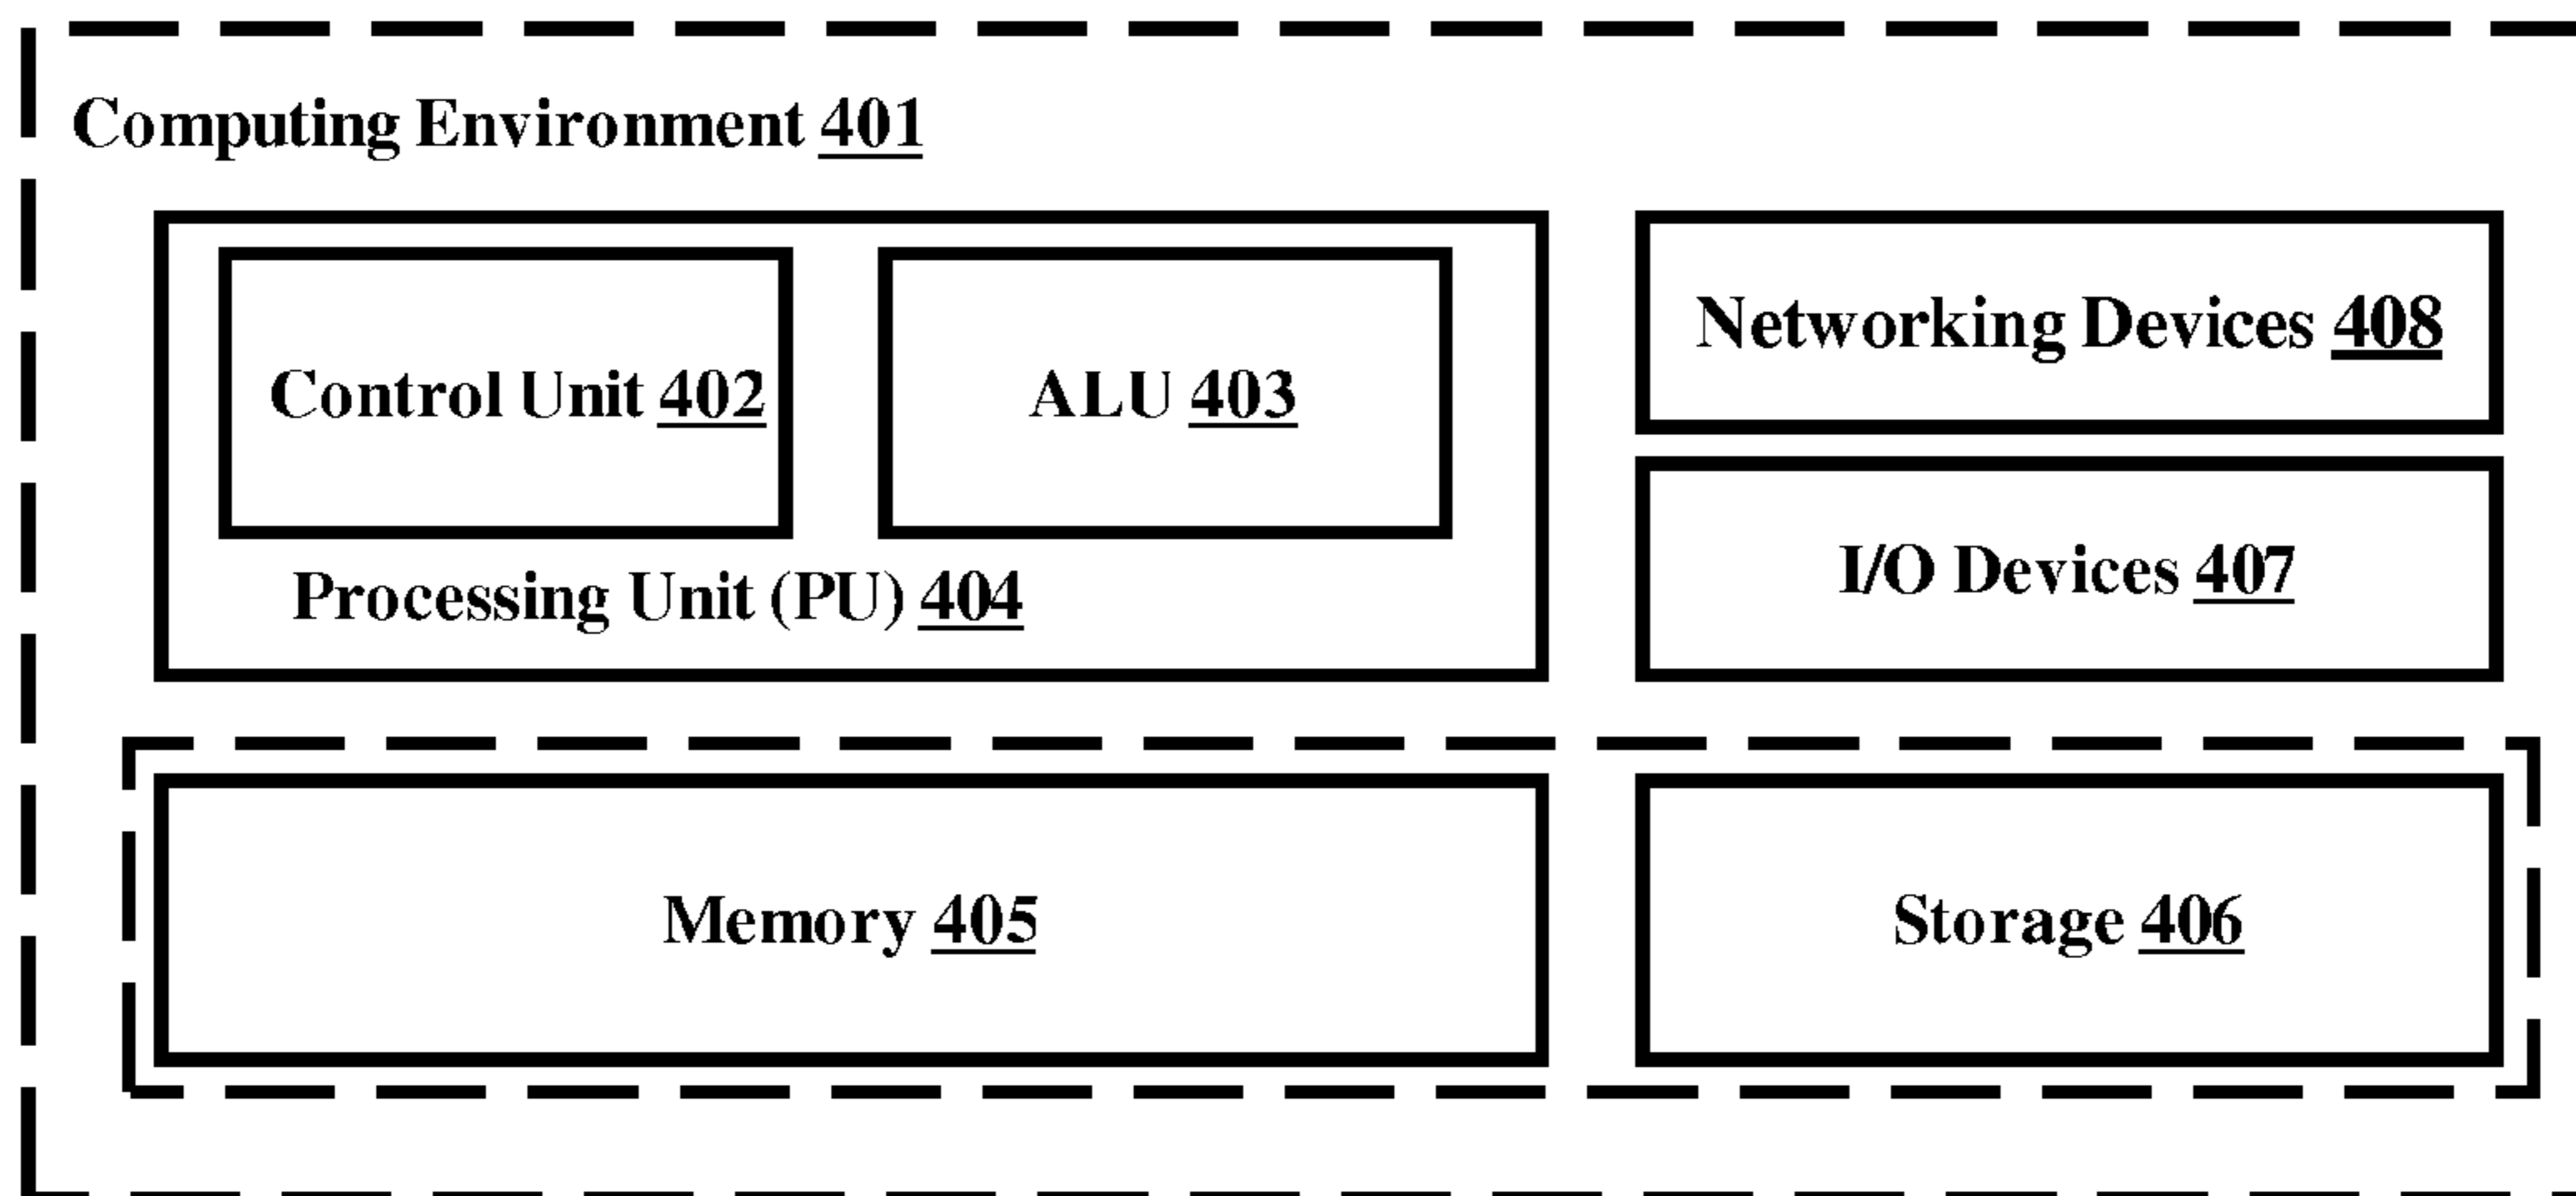 Computing Environment 401
Control Unit 402
ALU 403
Processing Unit (PU) 404
Networking Devices 408
I/O Devices 407
Memory 405
Storage 406